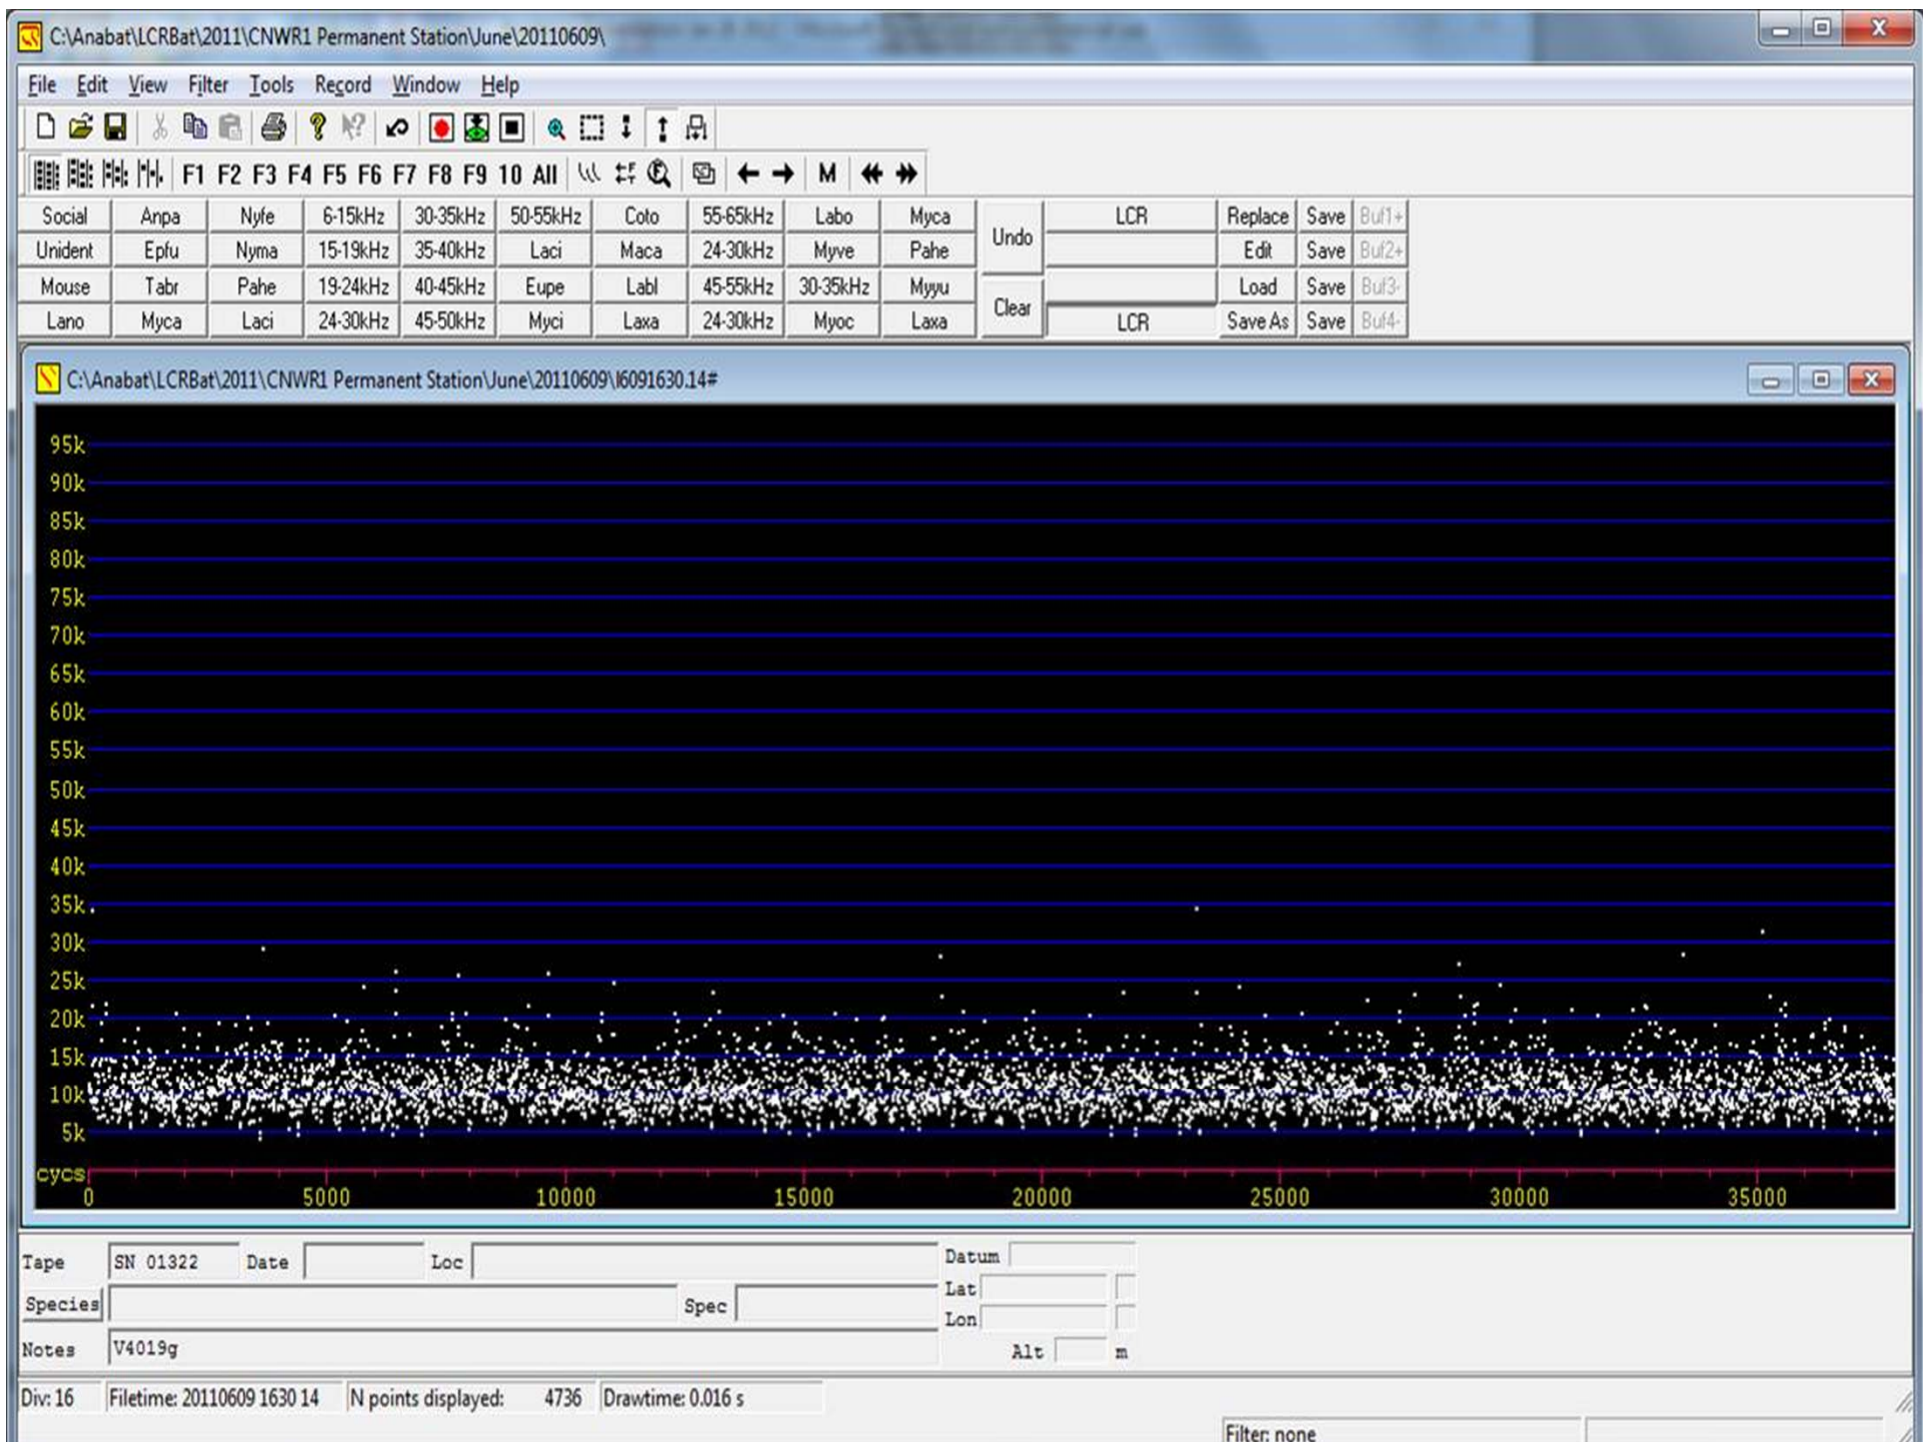 C:\Anabat\LCRBat\2011\CNWR1 Permanent Station\June\20110609\
File Edit View Filter Tools Record Window Help
F1 F2 F3 F4 F5 F6 F7 F8 F9 10 All M
Social Anpa Nyfe 6-15kHz 30-35kHz 50-55kHz Coto 55-65kHz Labo Myca Undo LCR Replace Save Buf1+
Unident Epfu Nyma 15-19kHz 35-40kHz Laci Maca 24-30kHz Myve Pahe Edit Save Buf2+
Mouse Tabr Pahe 19-24kHz 40-45kHz Eupe Labl 45-55kHz 30-35kHz Myyu Clear Load Save Buf3-
Lano Myca Laci 24-30kHz 45-50kHz Myci Laxa 24-30kHz Myoc Laxa LCR Save As Save Buf4-
C:\Anabat\LCRBat\2011\CNWR1 Permanent Station\June\20110609\I6091630.14#
95k
90k
85k
80k
75k
70k
65k
60k
55k
50k
45k
40k
35k
30k
25k
20k
15k
10k
5k
cycs
0 5000 10000 15000 20000 25000 30000 35000
Tape SN 01322 Date Loc Datum
Species Spec Lat
Lon
Notes V4019g Alt m
Div: 16 Filetime: 20110609 1630 14 N points displayed: 4736 Drawtime: 0.016 s
Filter: none